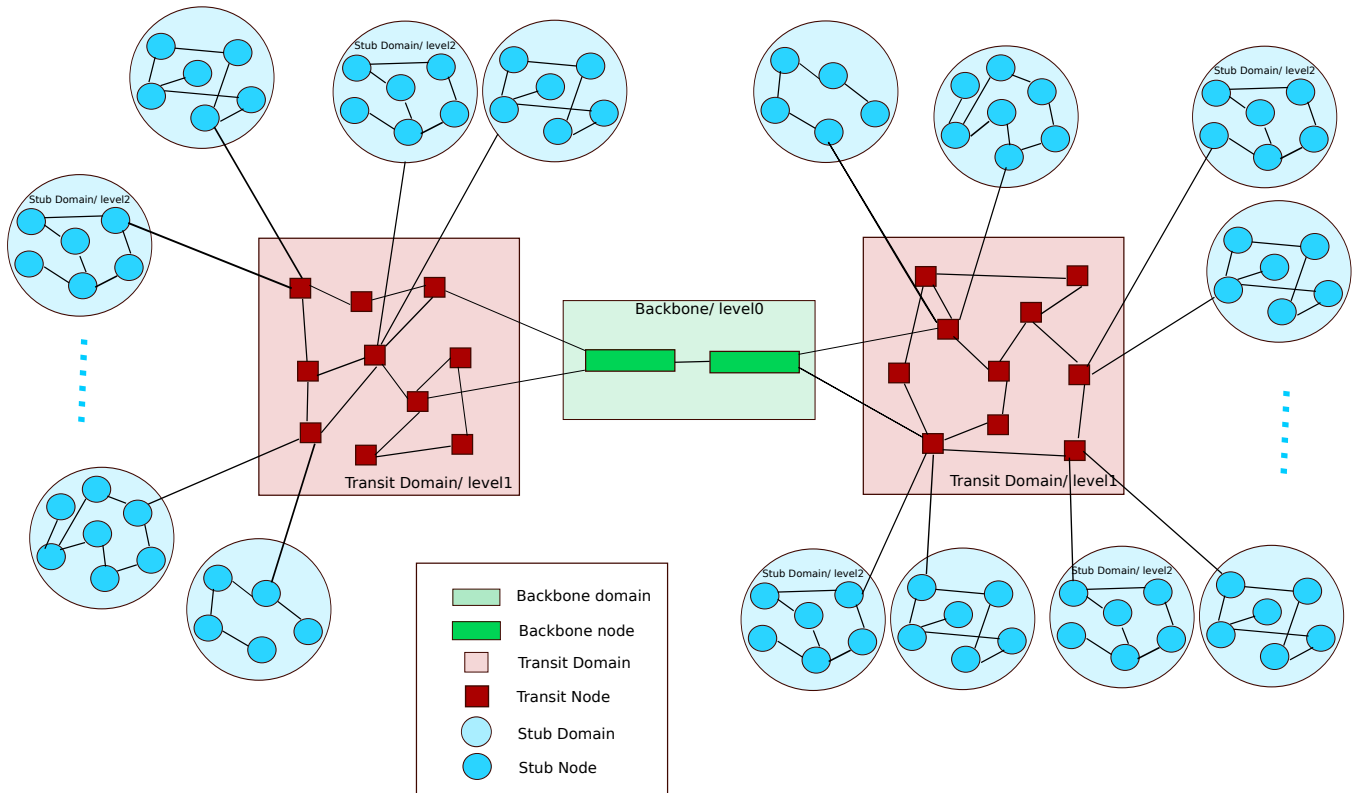 Stub Domain/ level2
Stub Domain/ level2
Stub Domain/ level2
Backbone/ level0
Transit Domain/ level1
Transit Domain/ level1
Stub Domain/ level2
Stub Domain/ level2
Backbone domain
Backbone node
Transit Domain
Transit Node
Stub Domain
Stub Node